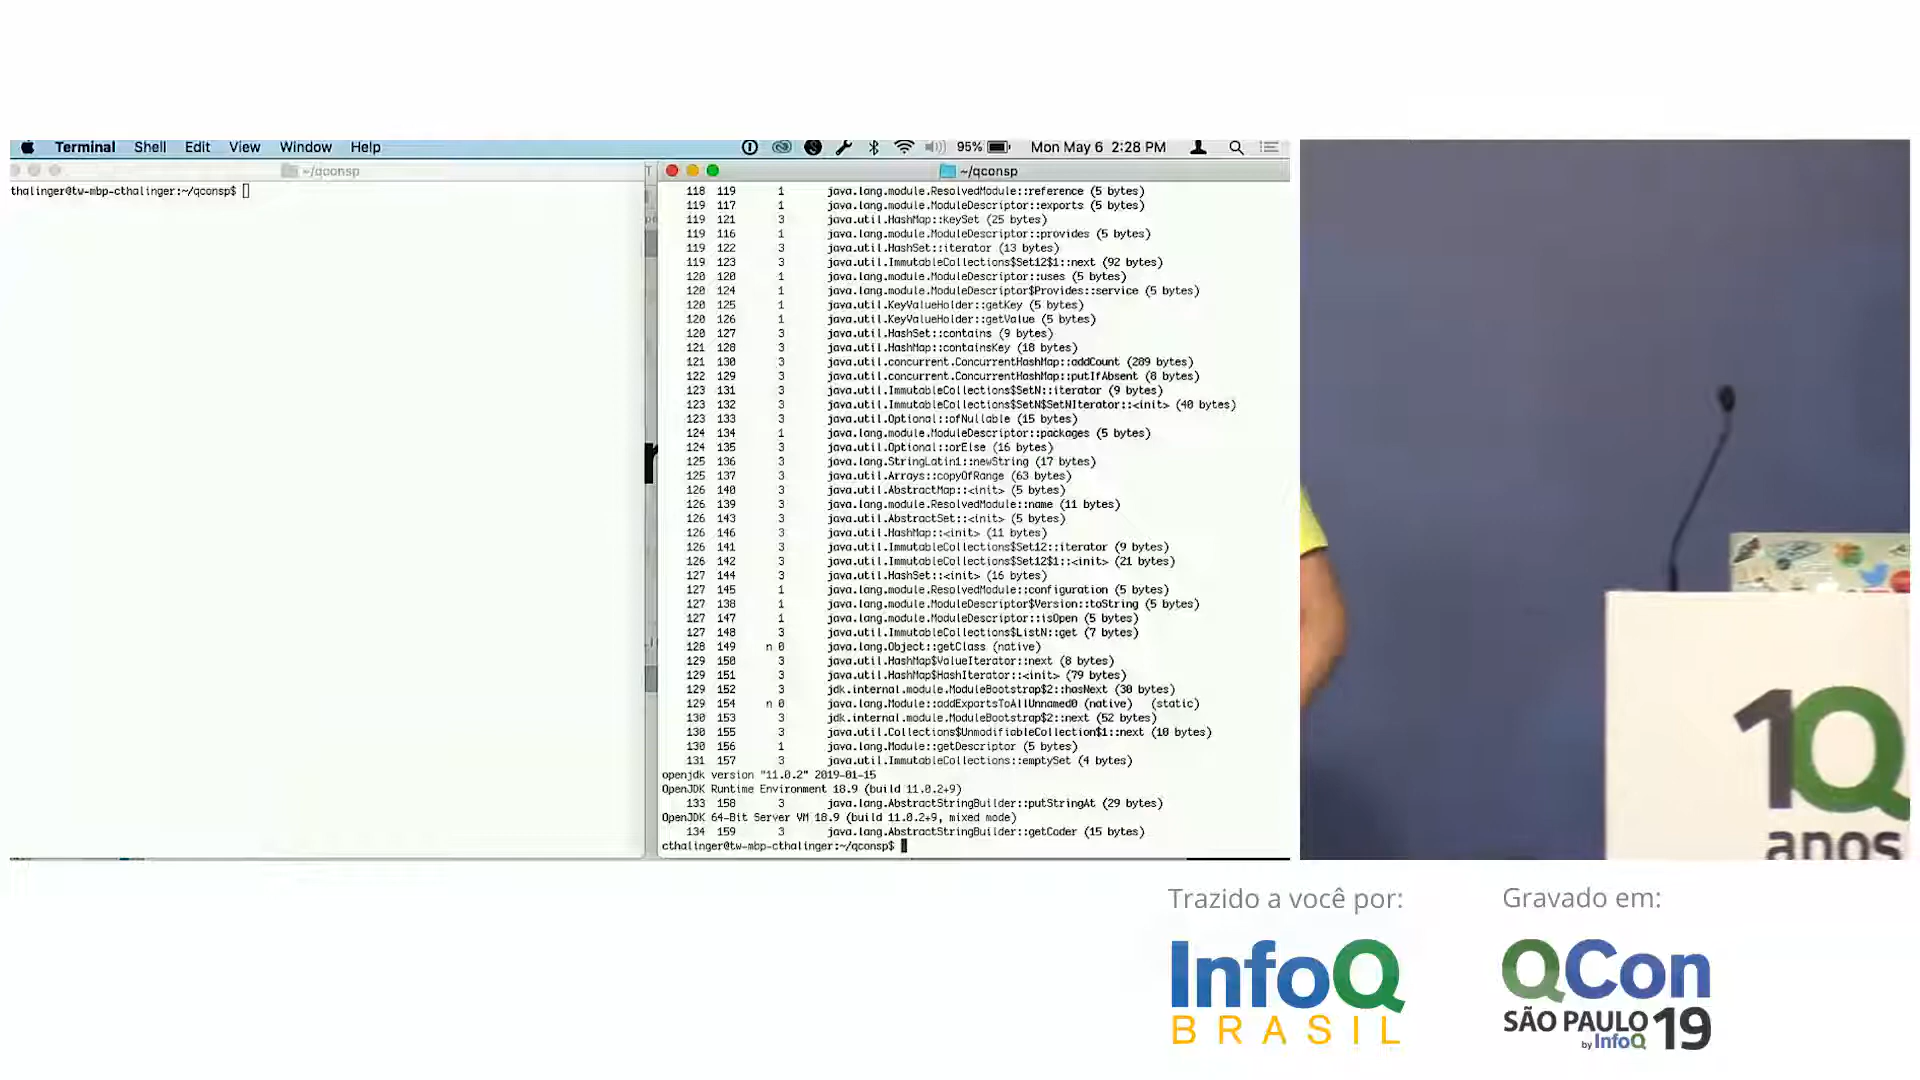 Terminal Shell Edit View Window Help 95% Mon May 6 2:28 PM
~/qconsp
thalinger@tw-mbp-cthalinger:~/qconsp$
~/qconsp
118 119 1 java.lang.module.ResolvedModule::reference (5 bytes)
119 117 1 java.lang.module.ModuleDescriptor::exports (5 bytes)
119 121 3 java.util.HashMap::keySet (25 bytes)
119 116 1 java.lang.module.ModuleDescriptor::provides (5 bytes)
119 122 3 java.util.HashSet::iterator (13 bytes)
119 123 3 java.util.ImmutableCollections$Set12$1::next (92 bytes)
120 120 1 java.lang.module.ModuleDescriptor::uses (5 bytes)
120 124 1 java.lang.module.ModuleDescriptor$Provides::service (5 bytes)
120 125 1 java.util.KeyValueHolder::getKey (5 bytes)
120 126 1 java.util.KeyValueHolder::getValue (5 bytes)
120 127 3 java.util.HashSet::contains (9 bytes)
121 128 3 java.util.HashMap::containsKey (18 bytes)
121 130 3 java.util.concurrent.ConcurrentHashMap::addCount (289 bytes)
122 129 3 java.util.concurrent.ConcurrentHashMap::putIfAbsent (8 bytes)
123 131 3 java.util.ImmutableCollections$SetN::iterator (9 bytes)
123 132 3 java.util.ImmutableCollections$SetN$SetNIterator::<init> (40 bytes)
123 133 3 java.util.Optional::ofNullable (15 bytes)
124 134 1 java.lang.module.ModuleDescriptor::packages (5 bytes)
124 135 3 java.util.Optional::orElse (16 bytes)
125 136 3 java.lang.StringLatin1::newString (17 bytes)
125 137 3 java.util.Arrays::copyOfRange (63 bytes)
126 140 3 java.util.AbstractMap::<init> (5 bytes)
126 139 3 java.lang.module.ResolvedModule::name (11 bytes)
126 143 3 java.util.AbstractSet::<init> (5 bytes)
126 146 3 java.util.HashMap::<init> (11 bytes)
126 141 3 java.util.ImmutableCollections$Set12::iterator (9 bytes)
126 142 3 java.util.ImmutableCollections$Set12$1::<init> (21 bytes)
127 144 3 java.util.HashSet::<init> (16 bytes)
127 145 1 java.lang.module.ResolvedModule::configuration (5 bytes)
127 138 1 java.lang.module.ModuleDescriptor$Version::toString (5 bytes)
127 147 1 java.lang.module.ModuleDescriptor::isOpen (5 bytes)
127 148 3 java.util.ImmutableCollections$ListN::get (7 bytes)
128 149 n 0 java.lang.Object::getClass (native)
129 150 3 java.util.HashMap$ValueIterator::next (8 bytes)
129 151 3 java.util.HashMap$HashIterator::<init> (79 bytes)
129 152 3 jdk.internal.module.ModuleBootstrap$2::hasNext (30 bytes)
129 154 n 0 java.lang.Module::addExportsToAllUnnamed0 (native) (static)
130 153 3 jdk.internal.module.ModuleBootstrap$2::next (52 bytes)
130 155 3 java.util.Collections$UnmodifiableCollection$1::next (10 bytes)
130 156 1 java.lang.Module::getDescriptor (5 bytes)
131 157 3 java.util.ImmutableCollections::emptySet (4 bytes)
openjdk version "11.0.2" 2019-01-15
OpenJDK Runtime Environment 18.9 (build 11.0.2+9)
133 158 3 java.lang.AbstractStringBuilder::putStringAt (29 bytes)
OpenJDK 64-Bit Server VM 18.9 (build 11.0.2+9, mixed mode)
134 159 3 java.lang.AbstractStringBuilder::getCoder (15 bytes)
cthalinger@tw-mbp-cthalinger:~/qconsp$
10
anos
Trazido a você por:
InfoQ
BRASIL
Gravado em:
QCon
SÃO PAULO 19
by InfoQ